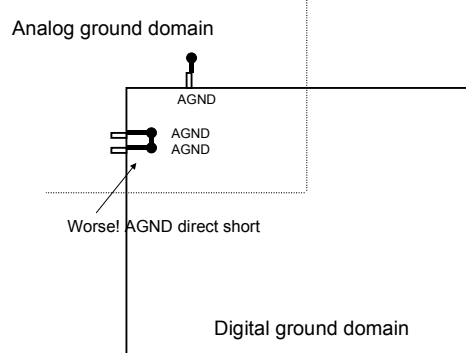 Analog ground domain
AGND
AGND
AGND
Worse! AGND direct short
Digital ground domain